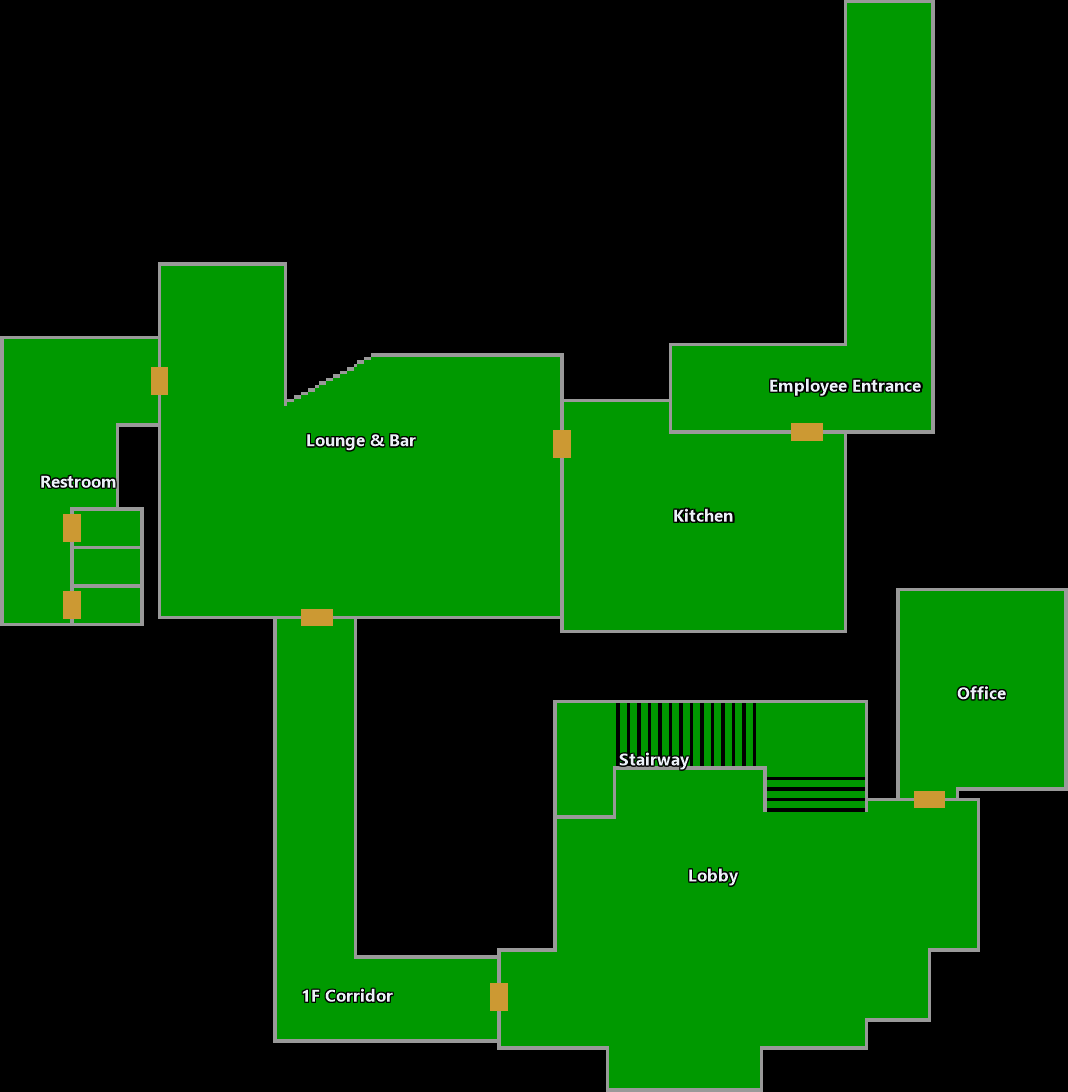 Employee Entrance
Lounge & Bar
Restroom
Kitchen
Office
Stairway
Lobby
1F Corridor